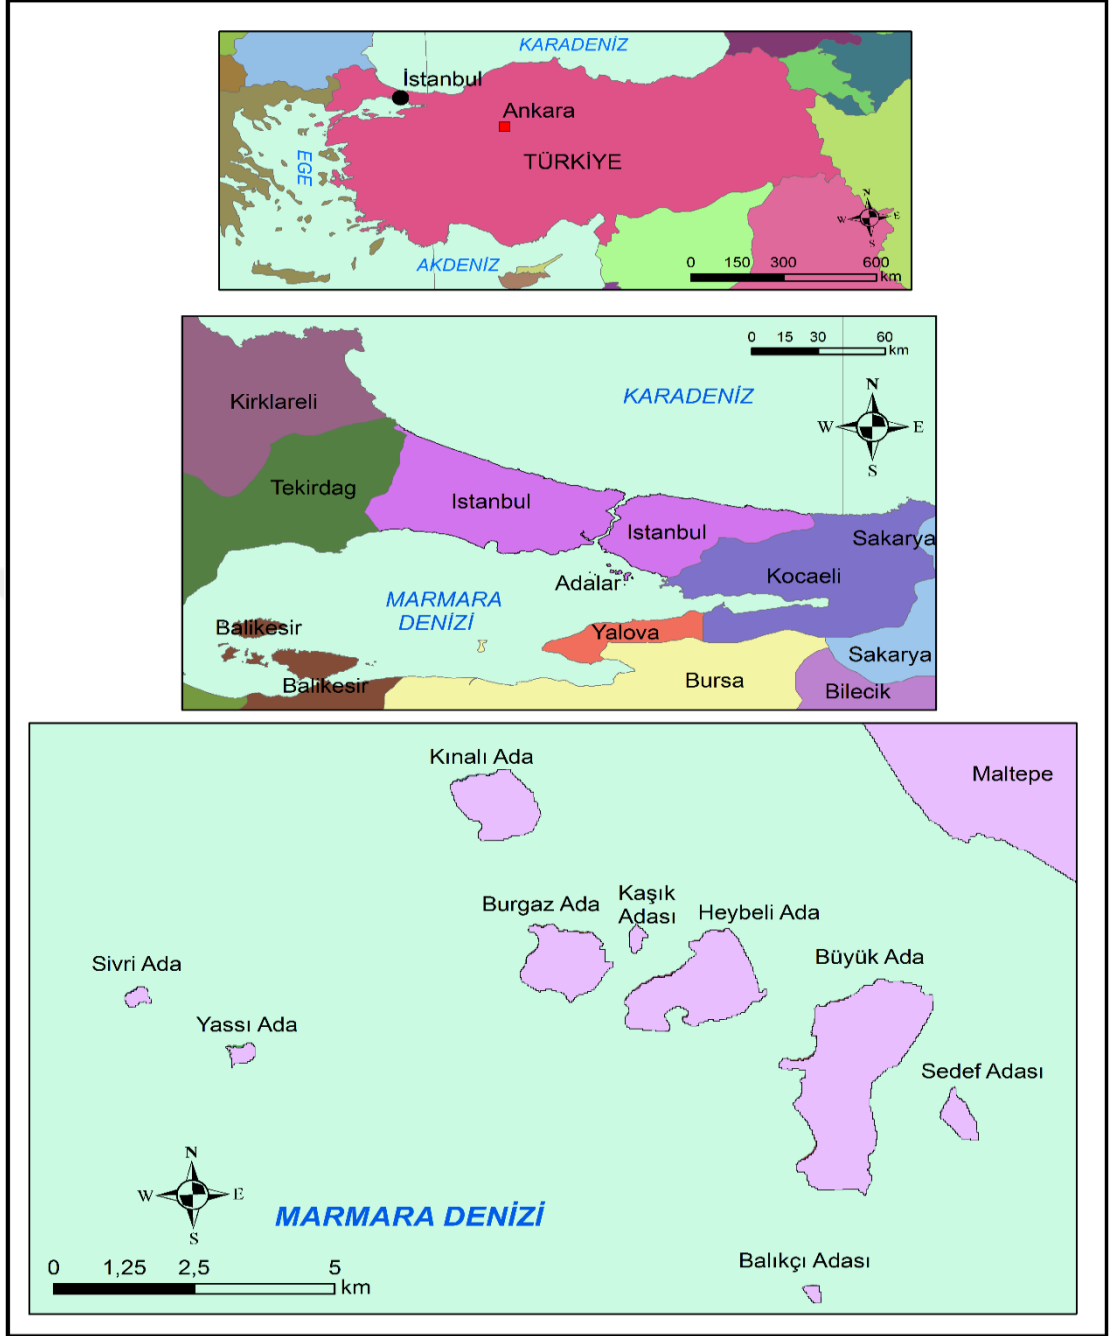 KARADENİZ
İstanbul
Ankara
TÜRKİYE
EGE
AKDENİZ
N
W E
S
0 150 300 600
km
0 15 30 60
km
KARADENİZ
N
W E
S
Kirklareli
Tekirdag
Istanbul
Istanbul
Sakarya
Kocaeli
Adalar
MARMARA
DENİZİ
Balikesir
Yalova
Sakarya
Balikesir
Bursa
Bilecik
Kınalı Ada
Maltepe
Burgaz Ada
Kaşık
Adası
Heybeli Ada
Büyük Ada
Sivri Ada
Yassı Ada
Sedef Adası
N
W E
S
MARMARA DENİZİ
Balıkçı Adası
0 1,25 2,5 5
km